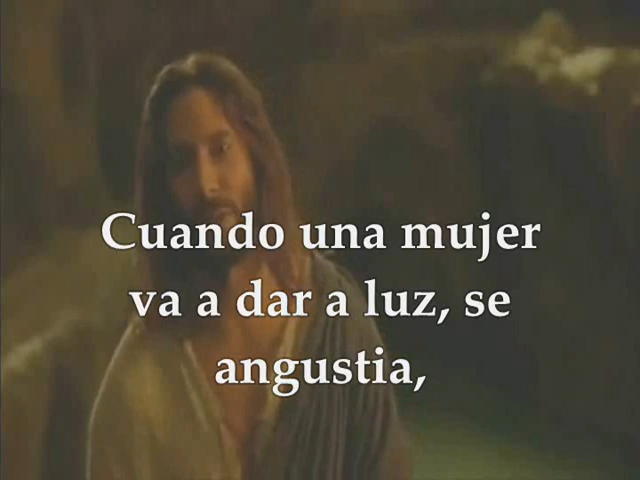 Cuando una mujer
va a dar a luz, se
angustia,